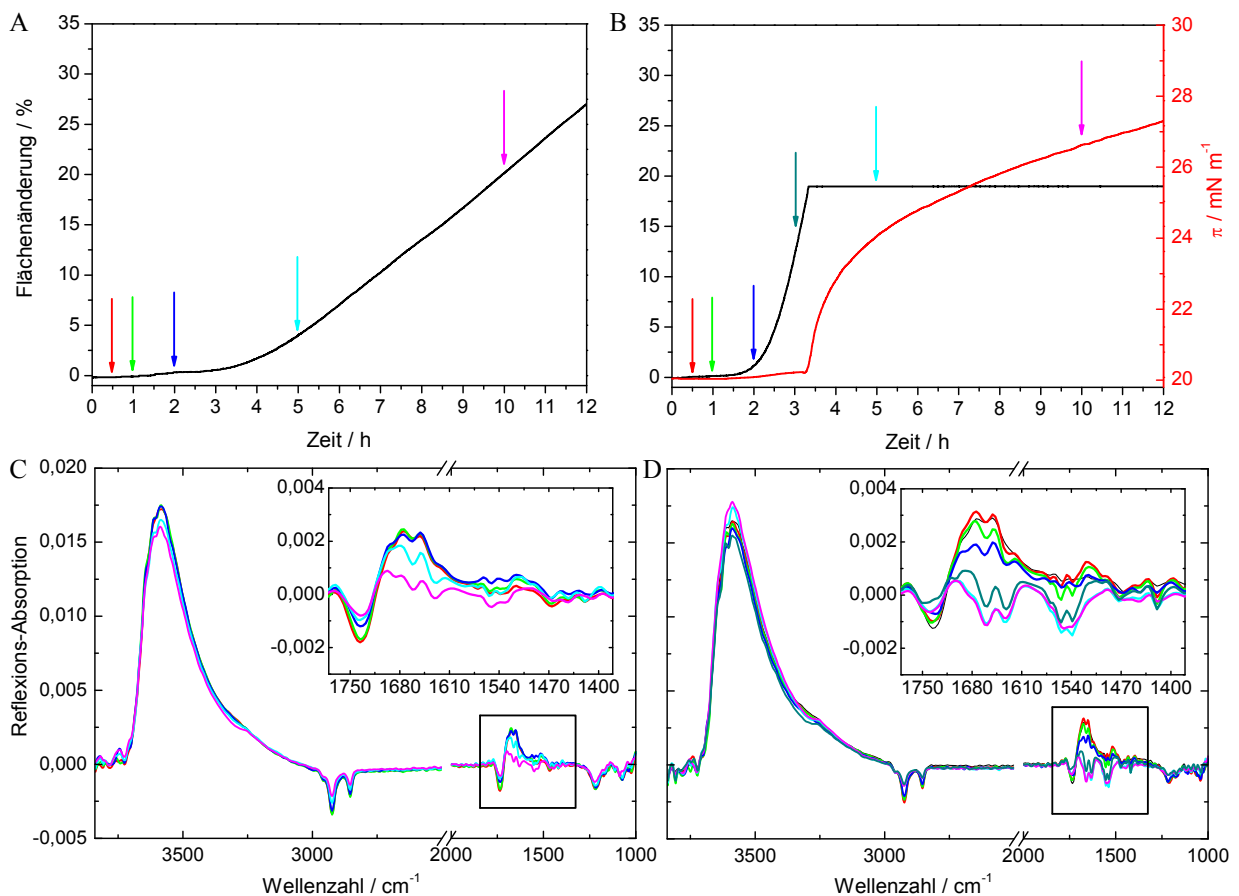 A
35
30
25
20
15
10
5
0
Flächenänderung / %
0 1 2 3 4 5 6 7 8 9 10 11 12
Zeit / h
B
35
30
25
20
15
10
5
0
30
28
26
24
22
20
π / mN m⁻¹
0 1 2 3 4 5 6 7 8 9 10 11 12
Zeit / h
C
0,020
0,015
0,010
0,005
0,000
-0,005
Reflexions-Absorption
0,004
0,002
0,000
-0,002
1750 1680 1610 1540 1470 1400
3500 3000 2000 1500 1000
Wellenzahl / cm⁻¹
D
0,004
0,002
0,000
-0,002
1750 1680 1610 1540 1470 1400
3500 3000 2000 1500 1000
Wellenzahl / cm⁻¹